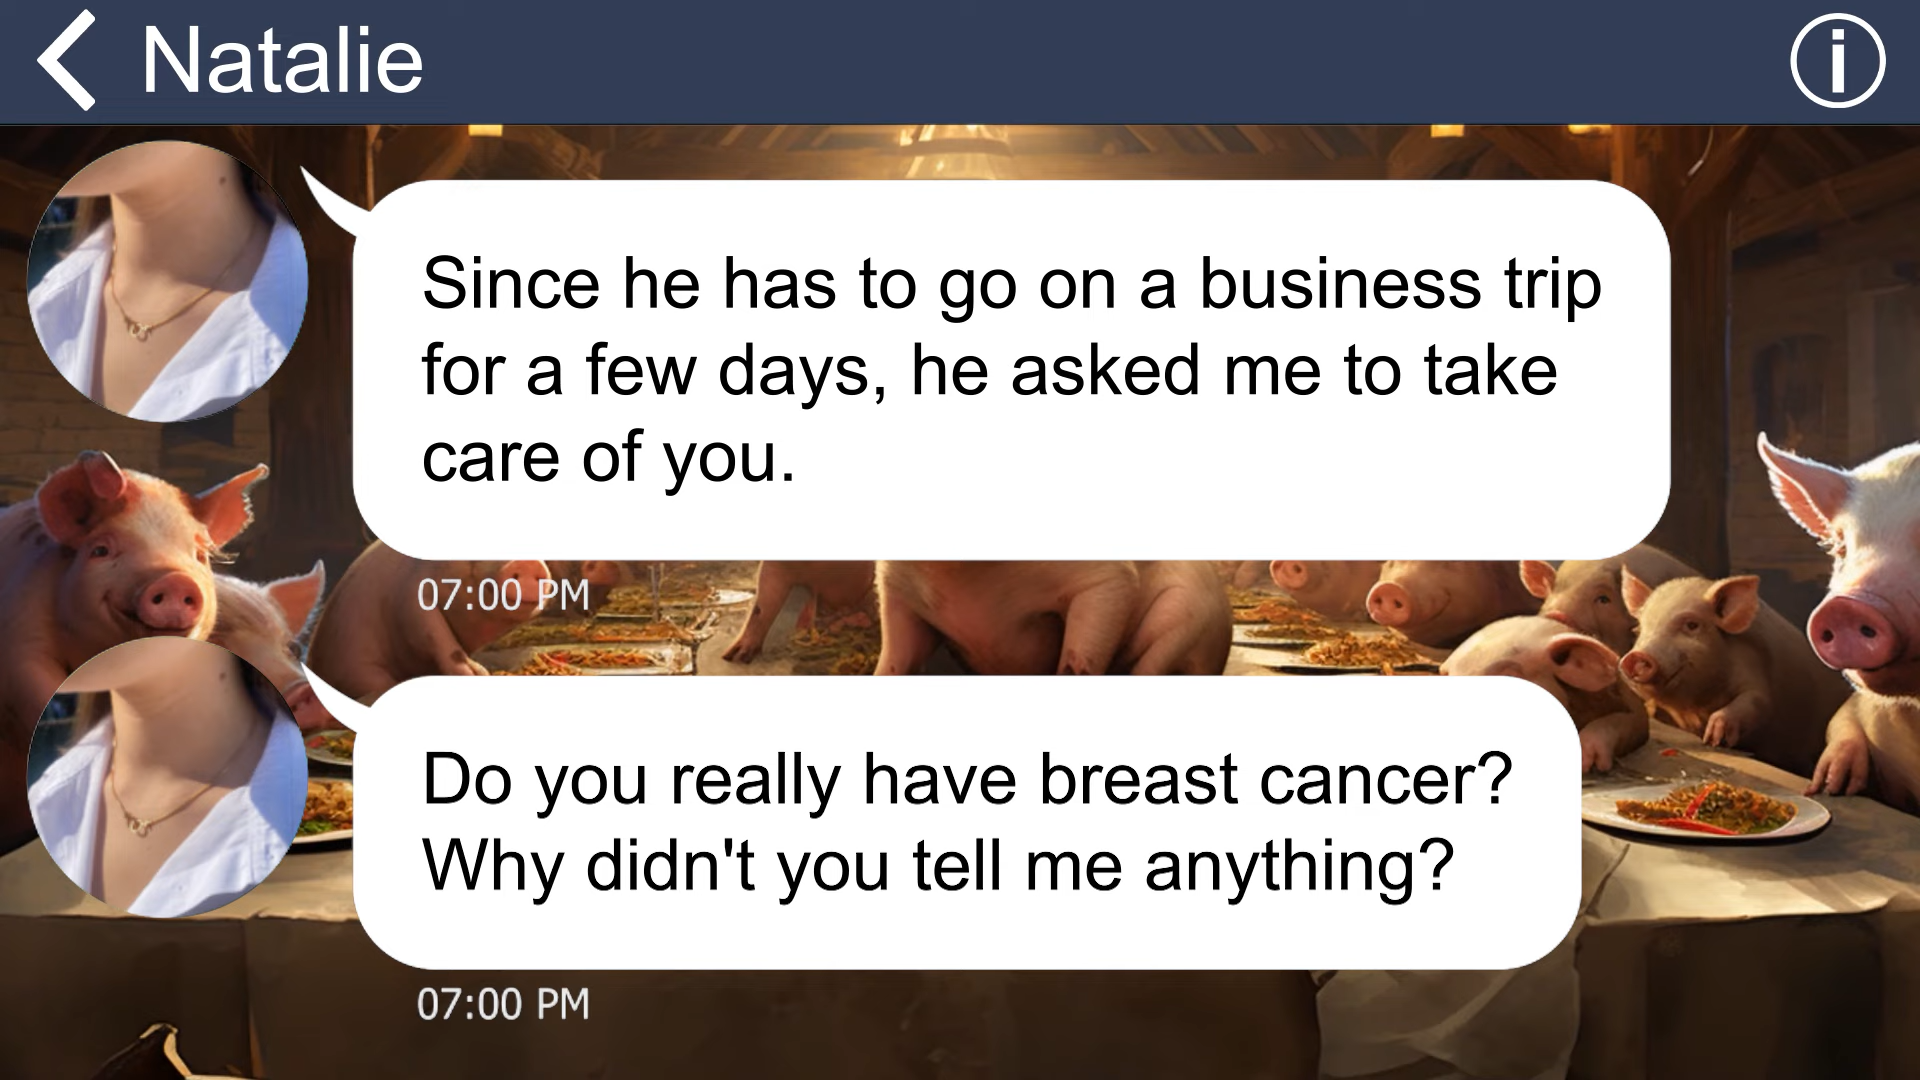 Natalie
Since he has to go on a business trip
for a few days, he asked me to take
care of you.
07:00 PM
Do you really have breast cancer?
Why didn't you tell me anything?
07:00 PM